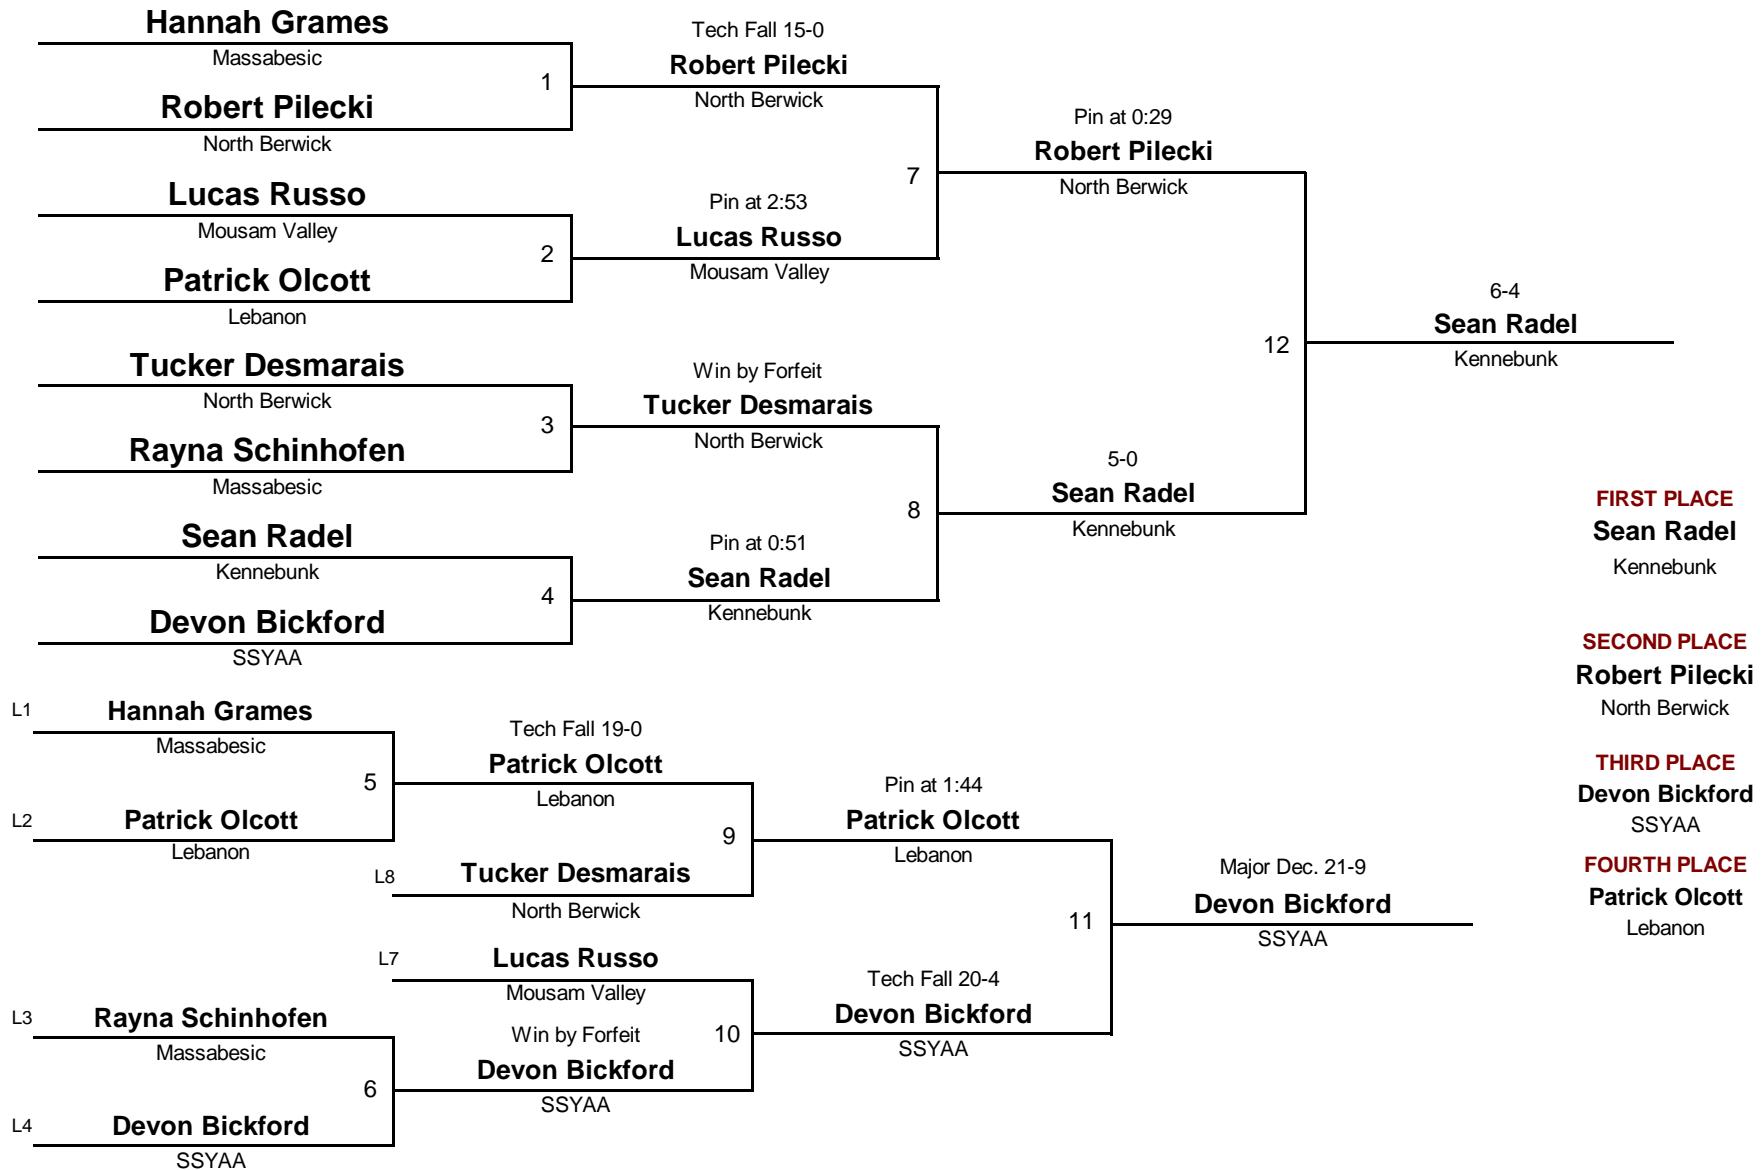 Hannah Grames
Massabesic
1
Robert Pilecki
North Berwick
Lucas Russo
Mousam Valley
2
Patrick Olcott
Lebanon
Tucker Desmarais
North Berwick
3
Rayna Schinhofen
Massabesic
Sean Radel
Kennebunk
4
Devon Bickford
SSYAA
Tech Fall 15-0
Robert Pilecki
North Berwick
7
Pin at 2:53
Lucas Russo
Mousam Valley
Win by Forfeit
Tucker Desmarais
North Berwick
8
Pin at 0:51
Sean Radel
Kennebunk
Pin at 0:29
Robert Pilecki
North Berwick
12
5-0
Sean Radel
Kennebunk
6-4
Sean Radel
Kennebunk
L1
Hannah Grames
Massabesic
5
L2
Patrick Olcott
Lebanon
L3
Rayna Schinhofen
Massabesic
6
L4
Devon Bickford
SSYAA
Tech Fall 19-0
Patrick Olcott
Lebanon
9
L8
Tucker Desmarais
North Berwick
L7
Lucas Russo
Mousam Valley
10
Win by Forfeit
Devon Bickford
SSYAA
Pin at 1:44
Patrick Olcott
Lebanon
11
Tech Fall 20-4
Devon Bickford
SSYAA
Major Dec. 21-9
Devon Bickford
SSYAA
FIRST PLACE
Sean Radel
Kennebunk
SECOND PLACE
Robert Pilecki
North Berwick
THIRD PLACE
Devon Bickford
SSYAA
FOURTH PLACE
Patrick Olcott
Lebanon